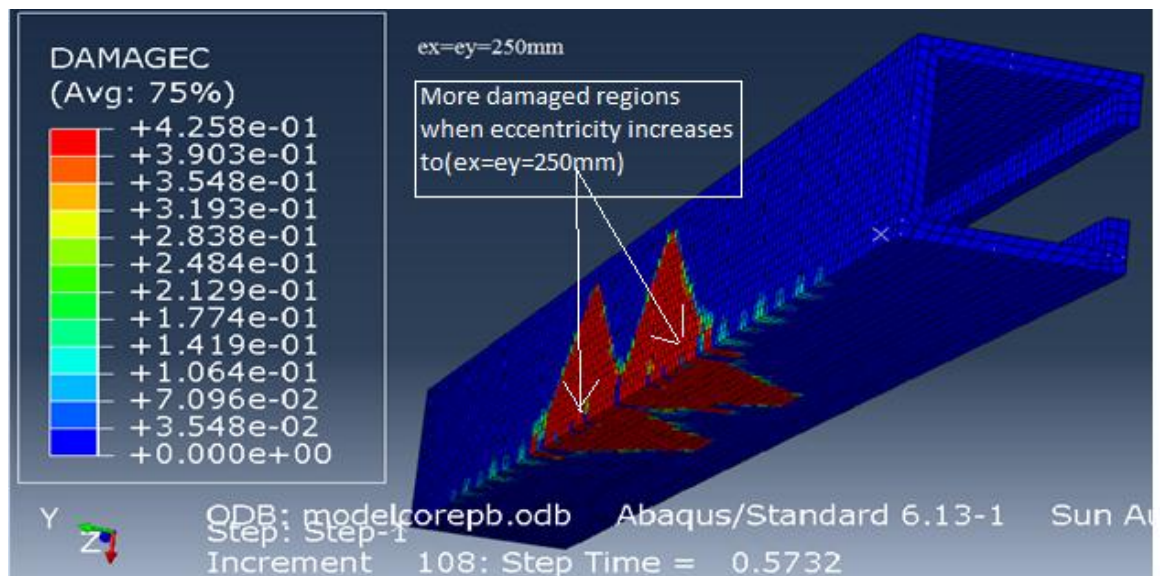 DAMAGEC
(Avg: 75%)
+4.258e-01
+3.903e-01
+3.548e-01
+3.193e-01
+2.838e-01
+2.484e-01
+2.129e-01
+1.774e-01
+1.419e-01
+1.064e-01
+7.096e-02
+3.548e-02
+0.000e+00
ex=ey=250mm
More damaged regions
when eccentricity increases
to(ex=ey=250mm)
Y
Z
ODB: modelcorepb.odb Abaqus/Standard 6.13-1 Sun Au
Step: Step-1
Increment 108: Step Time = 0.5732